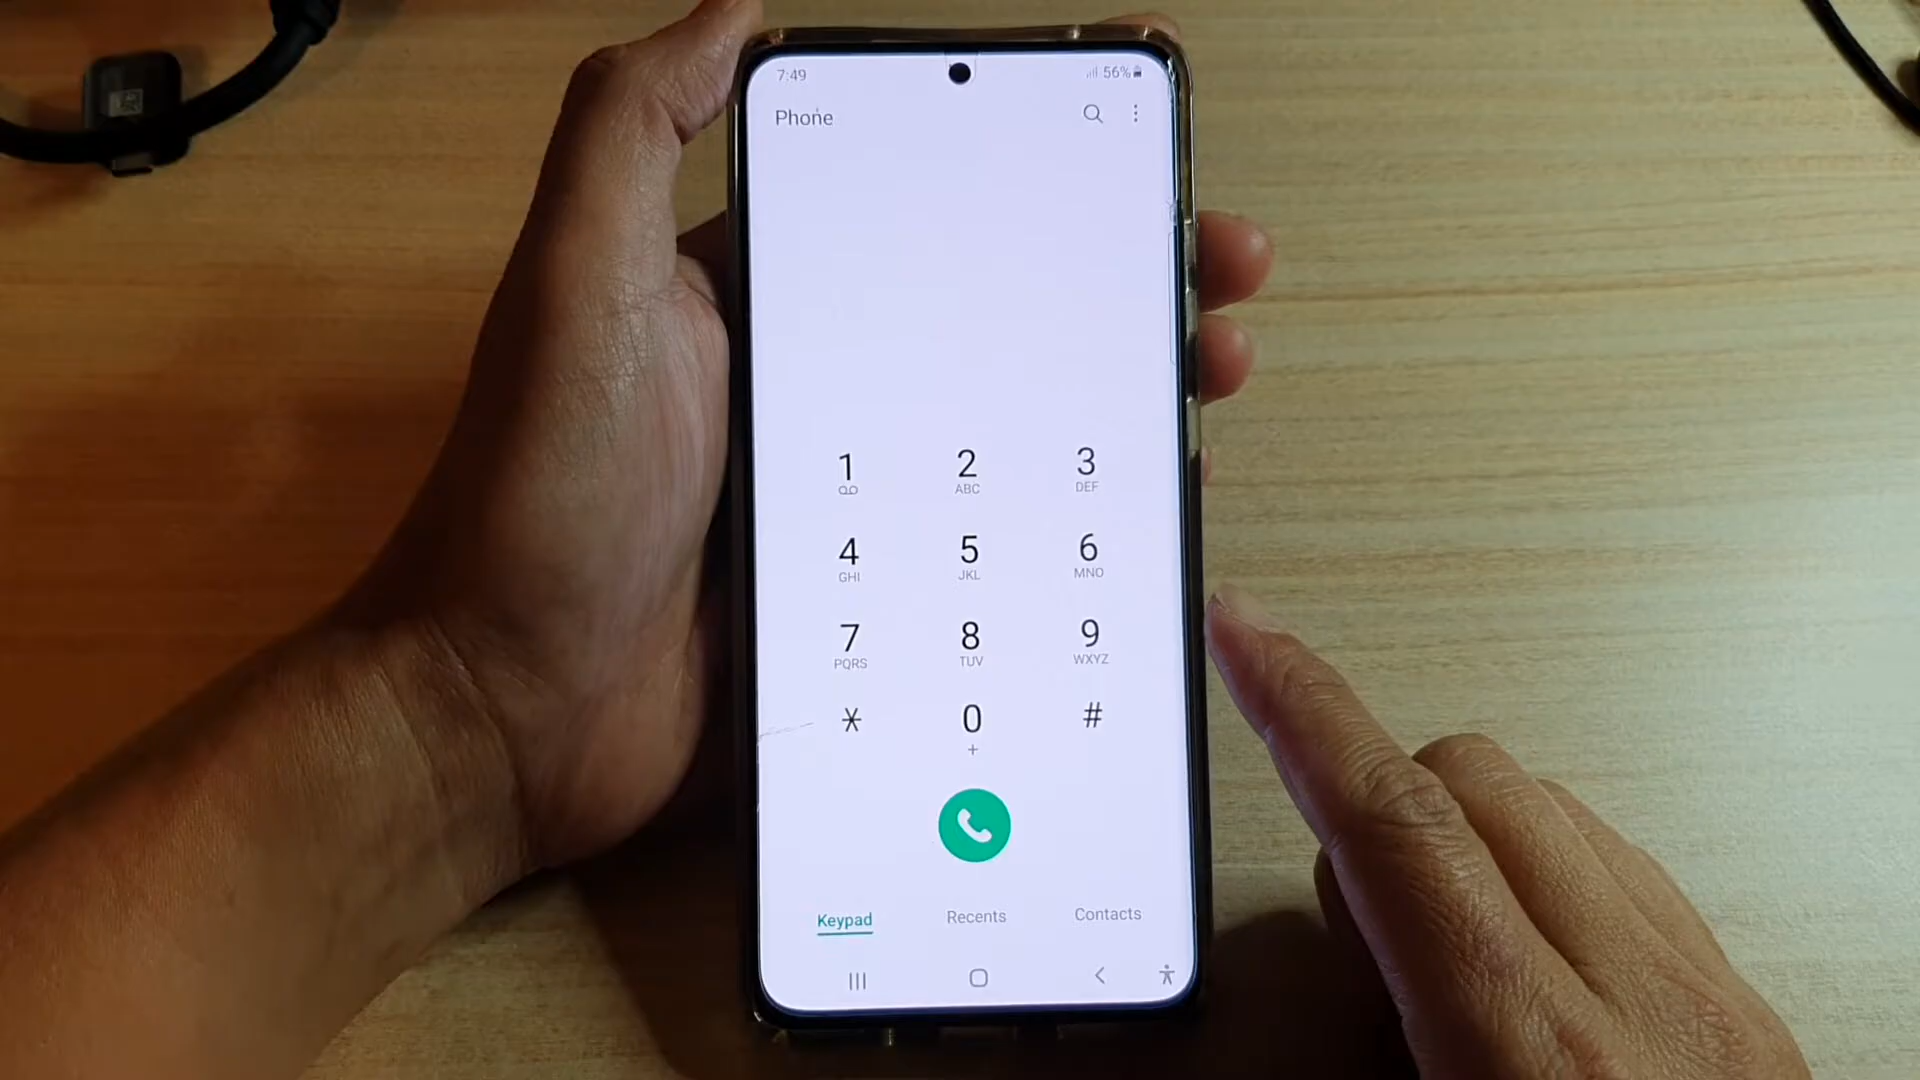 7:49 56%
Phone
1 2 3
ABC DEF
4 5 6
GHI JKL MNO
7 8 9
PQRS TUV WXYZ
* 0 #
+
Keypad Recents Contacts